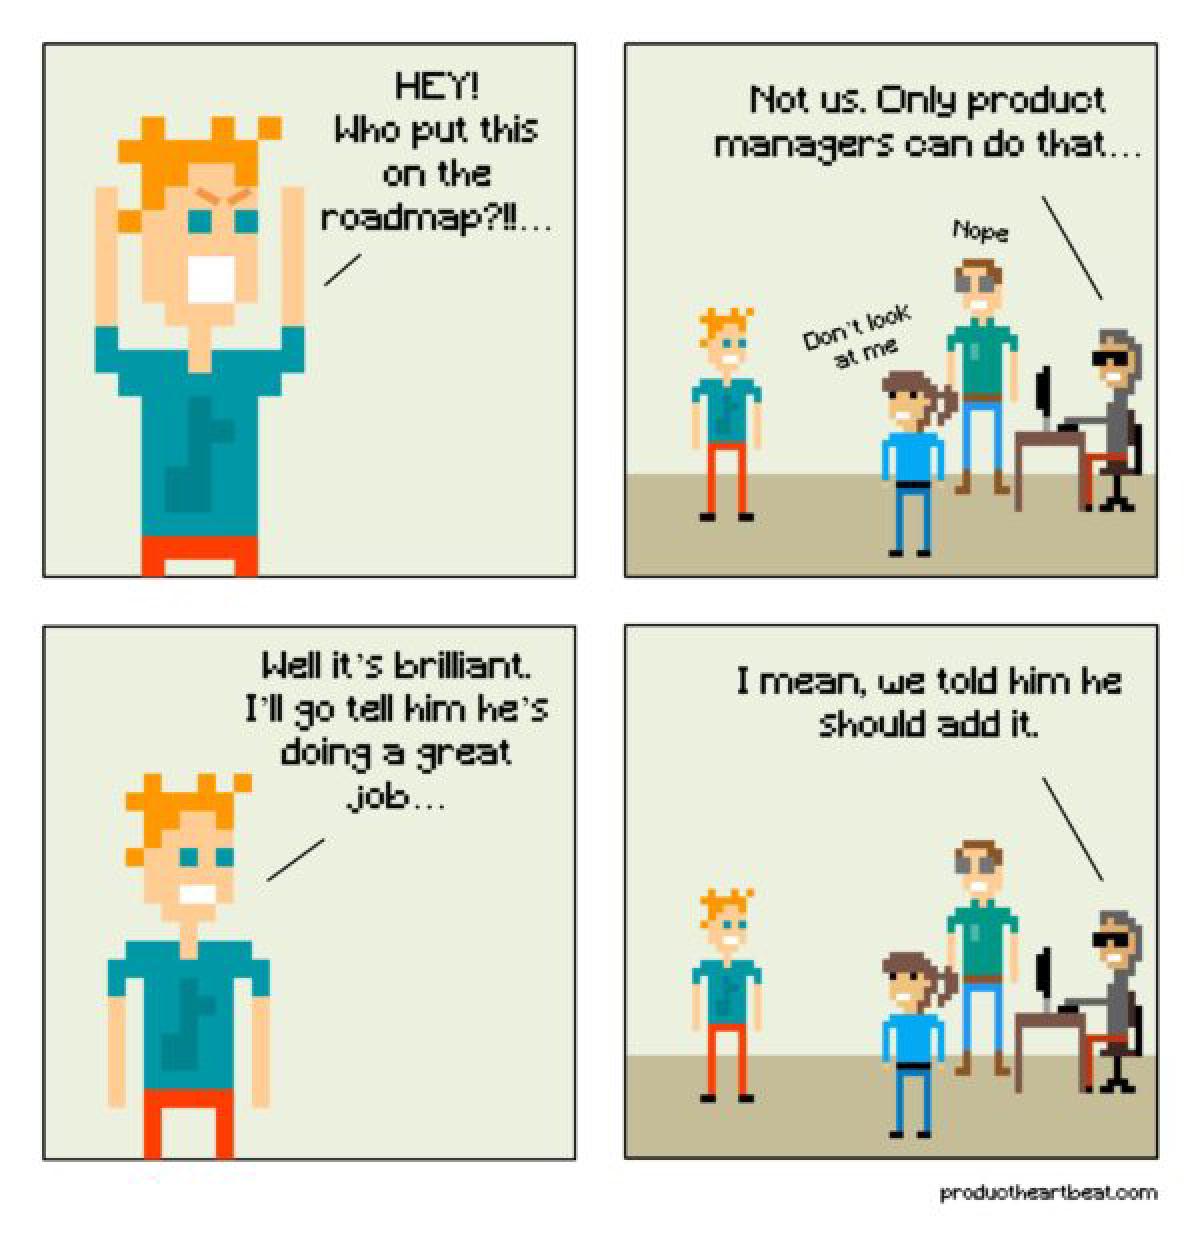 HEY!
Who put this
on the
roadmap?!!...
Not us. Only product
managers can do that...
Nope
Don't look
at me
Well it's brilliant.
I'll go tell him he's
doing a great
job...
I mean, we told him he
should add it.
productheartbeat.com